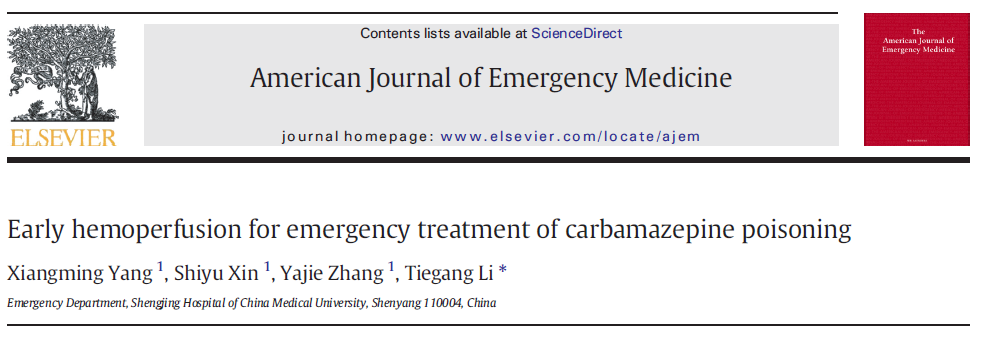 Contents lists available at ScienceDirect
American Journal of Emergency Medicine
journal homepage: www.elsevier.com/locate/ajem
ELSEVIER
The
American Journal of
Emergency Medicine
Early hemoperfusion for emergency treatment of carbamazepine poisoning
Xiangming Yang 1, Shiyu Xin 1, Yajie Zhang 1, Tiegang Li *
Emergency Department, Shengjing Hospital of China Medical University, Shenyang 110004, China